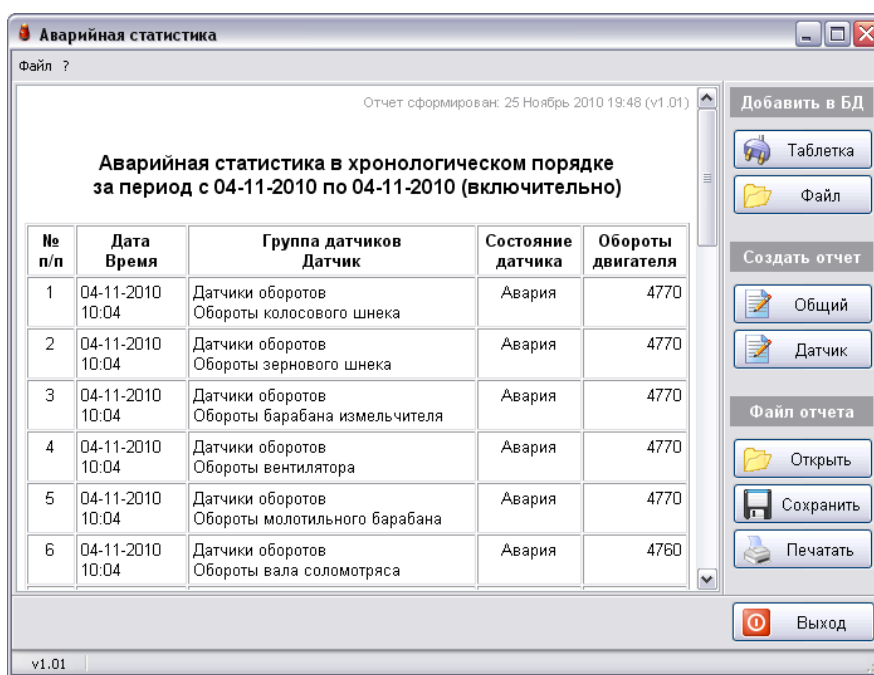 Аварийная статистика
Файл ?
Отчет сформирован: 25 Ноябрь 2010 19:48 (v1.01)
Аварийная статистика в хронологическом порядке
за период с 04-11-2010 по 04-11-2010 (включительно)
№ п/п Дата Время Группа датчиков Датчик Состояние датчика Обороты двигателя
1 04-11-2010 10:04 Датчики оборотов Обороты колосового шнека Авария 4770
2 04-11-2010 10:04 Датчики оборотов Обороты зернового шнека Авария 4770
3 04-11-2010 10:04 Датчики оборотов Обороты барабана измельчителя Авария 4770
4 04-11-2010 10:04 Датчики оборотов Обороты вентилятора Авария 4770
5 04-11-2010 10:04 Датчики оборотов Обороты молотильного барабана Авария 4770
6 04-11-2010 10:04 Датчики оборотов Обороты вала соломотряса Авария 4760
Добавить в БД
Таблетка
Файл
Создать отчет
Общий
Датчик
Файл отчета
Открыть
Сохранить
Печатать
Выход
v1.01